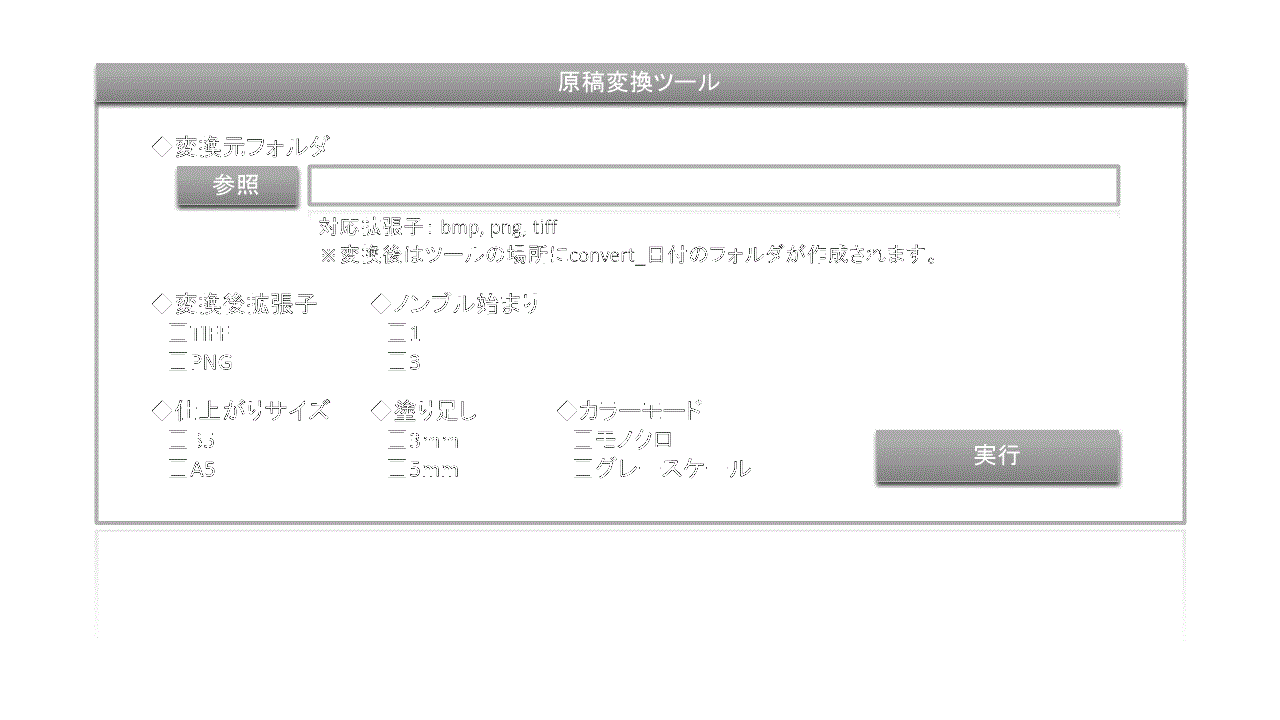 原稿変換ツール
◇変換元フォルダ
参照
対応拡張子：bmp, png, tiff
※変換後はツールの場所にconvert_日付のフォルダが作成されます。
◇変換後拡張子 ◇ノンブル始まり
□TIFF □1
□PNG □3
◇仕上がりサイズ ◇塗り足し ◇カラーモード
□B5 □3mm □モノクロ
□A5 □5mm □グレースケール
実行